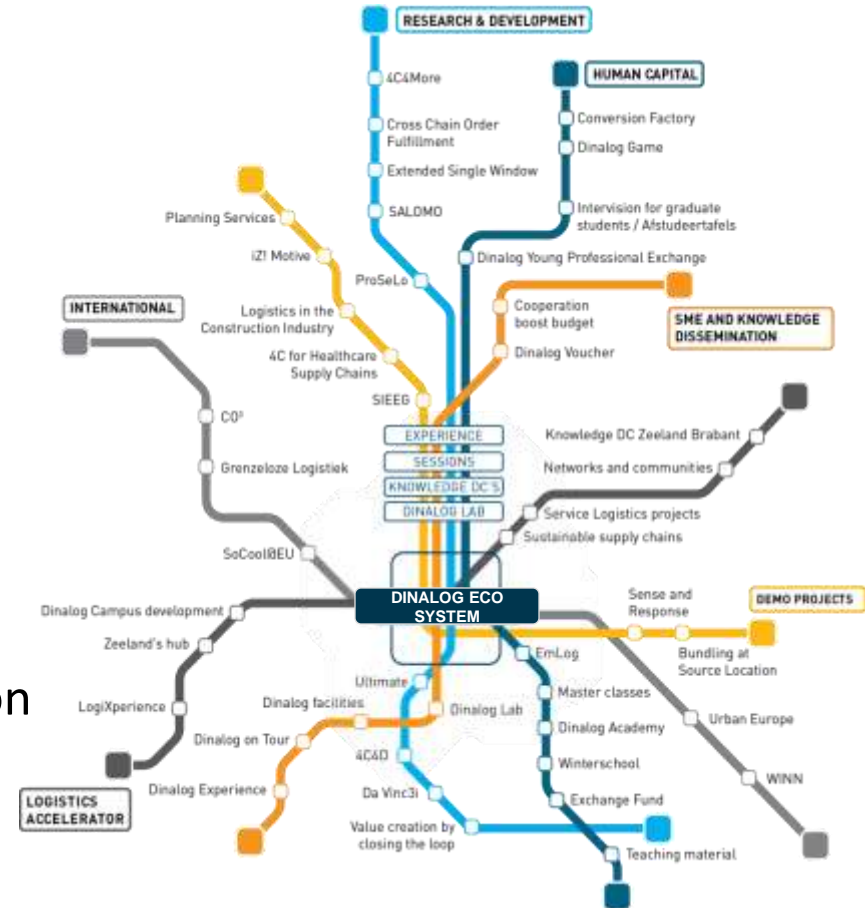 RESEARCH & DEVELOPMENT
4C4More
Cross Chain Order
Fulfillment
Extended Single Window
SALOMO
ProSeLo
HUMAN CAPITAL
Conversion Factory
Dinalog Game
Intervision for graduate
students / Afstudeertafels
Dinalog Young Professional Exchange
Planning Services
iZ! Motive
Logistics in the
Construction Industry
4C for Healthcare
Supply Chains
SIEEG
Cooperation
boost budget
Dinalog Voucher
SME AND KNOWLEDGE
DISSEMINATION
INTERNATIONAL
CO³
Grenzeloze Logistiek
SoCool@EU
EXPERIENCE
SESSIONS
KNOWLEDGE DC'S
DINALOG LAB
Knowledge DC Zeeland Brabant
Networks and communities
Service Logistics projects
Sustainable supply chains
DINALOG ECO
SYSTEM
Sense and
Response
DEMO PROJECTS
Bundling at
Source Location
Dinalog Campus development
Zeeland's hub
LogiXperience
LOGISTICS
ACCELERATOR
on
Ultimate
Dinalog facilities
Dinalog Lab
Dinalog on Tour
4C4D
Dinalog Experience
Da Vinc3i
Value creation by
closing the loop
EmLog
Master classes
Dinalog Academy
Winterschool
Exchange Fund
Teaching material
Urban Europe
WINN